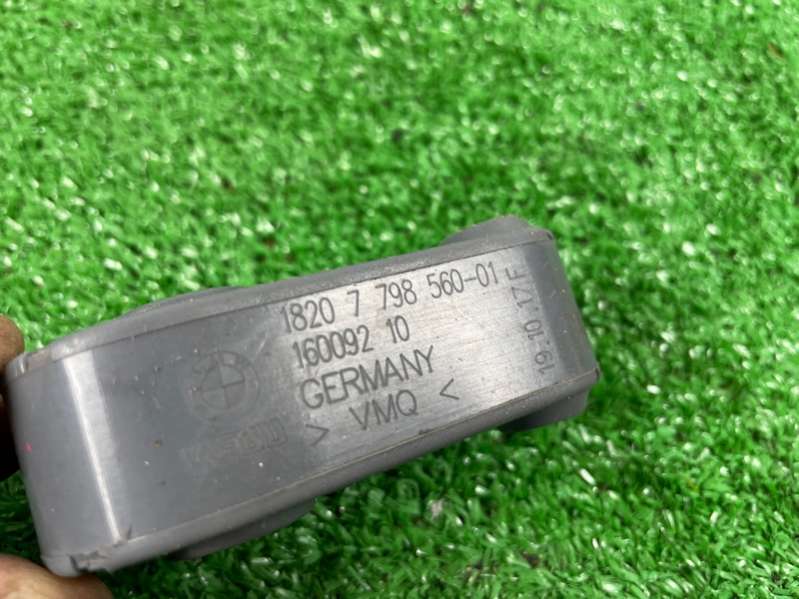 1820 7 798 560-01
160092 10
GERMANY
> VMQ <
19.10.17F